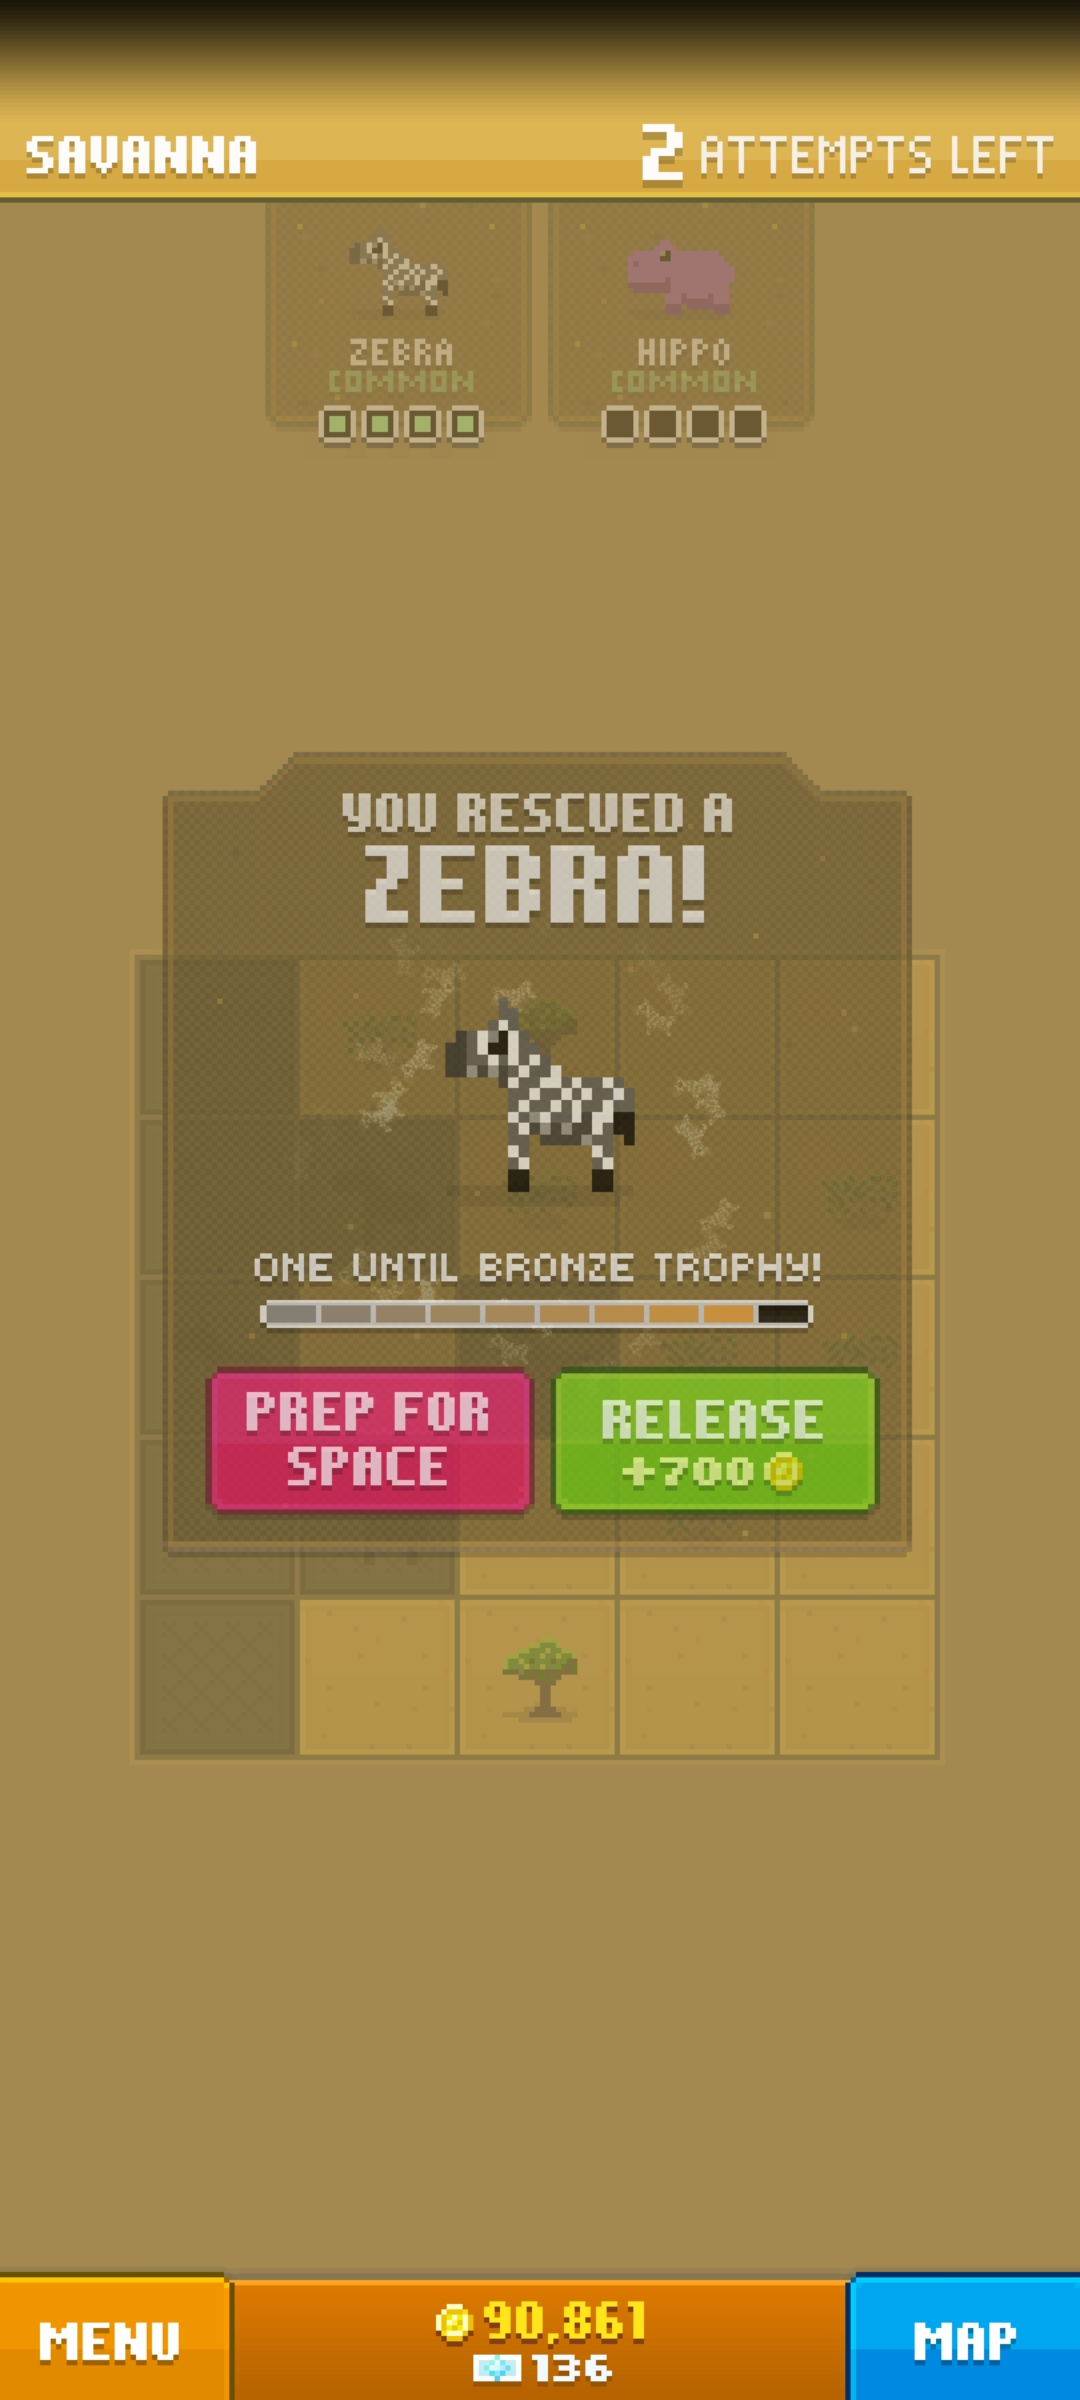 SAVANNA
2 ATTEMPTS LEFT
ZEBRA
COMMON
HIPPO
COMMON
YOU RESCUED A
ZEBRA!
ONE UNTIL BRONZE TROPHY!
PREP FOR
SPACE
RELEASE
+700
MENU
90,861
136
MAP